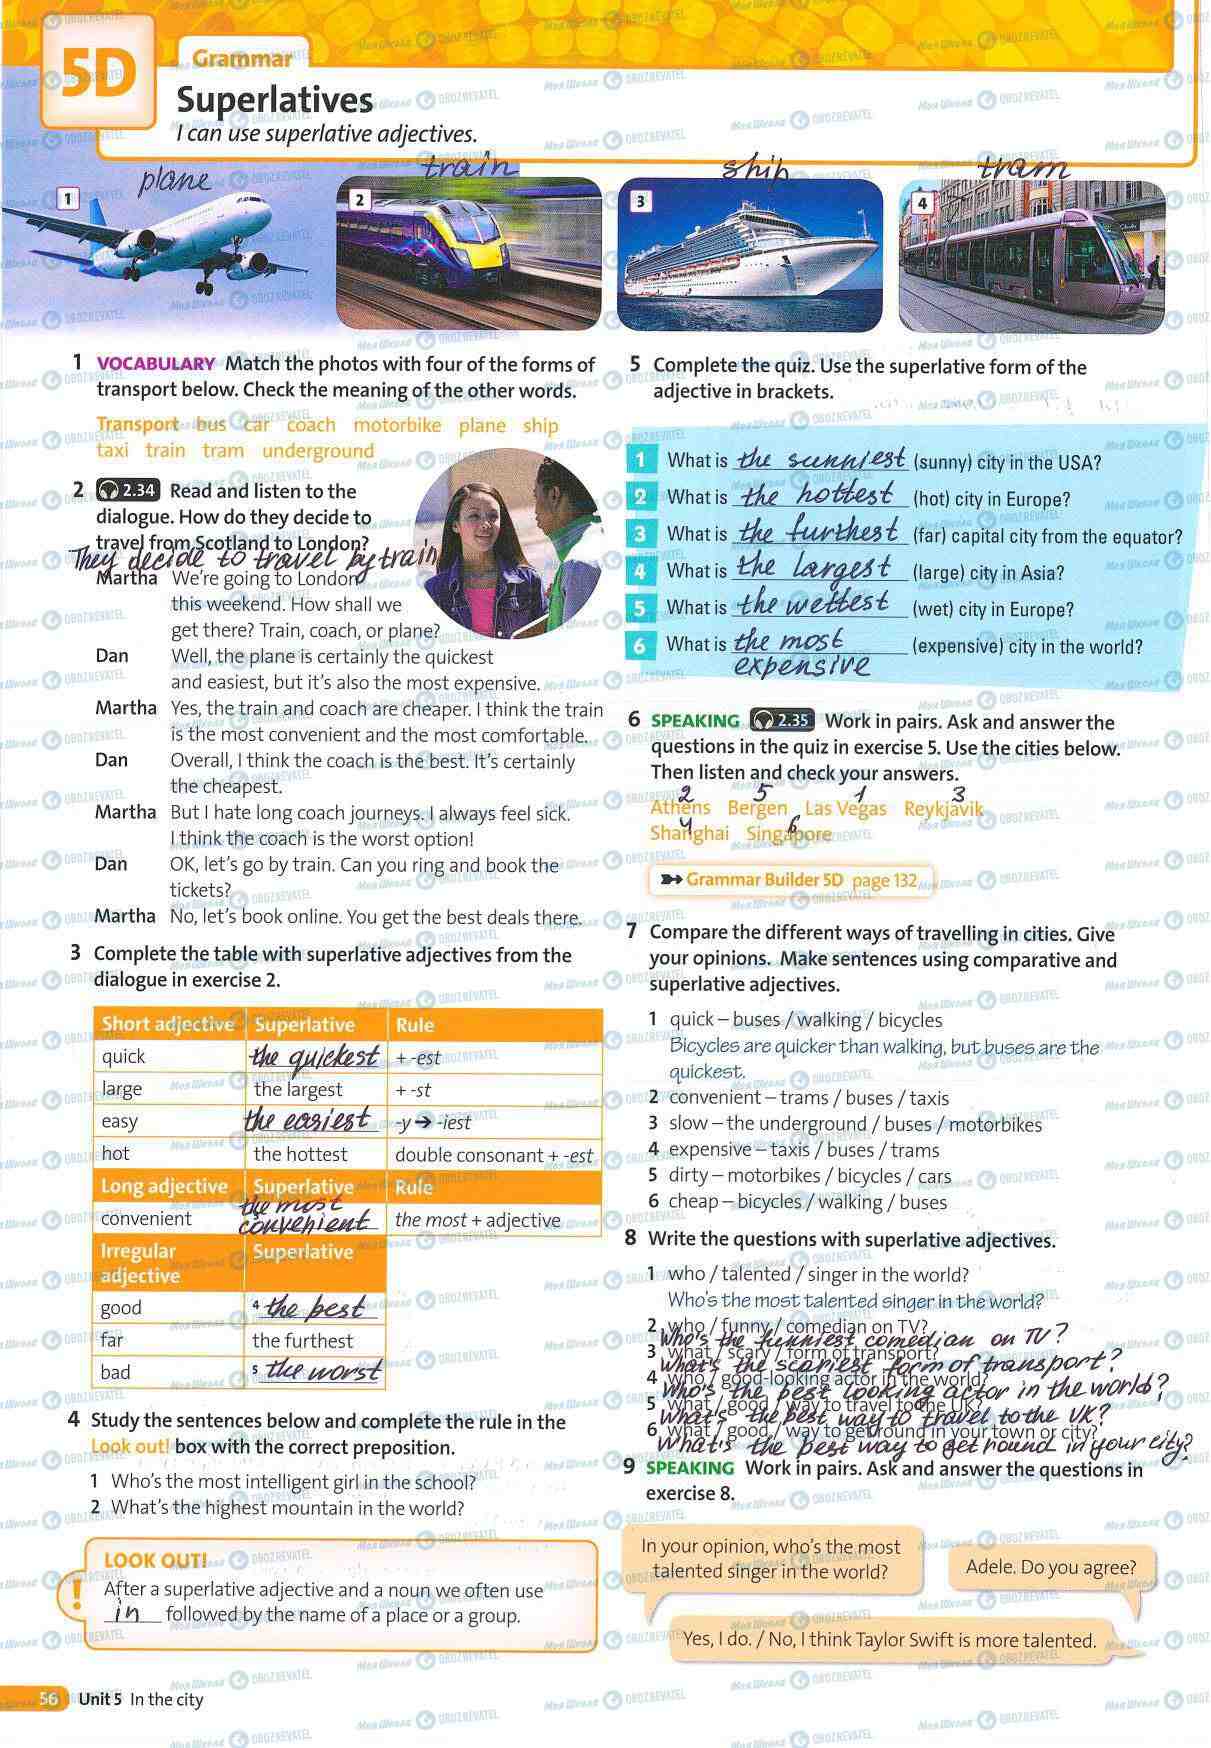 5D
Grammar
Superlatives
I can use superlative adjectives.
plane
train
ship
tram
1
2
3
4
1 VOCABULARY Match the photos with four of the forms of
transport below. Check the meaning of the other words.
Transport bus car coach motorbike plane ship
taxi train tram underground
2 2.34 Read and listen to the
dialogue. How do they decide to
travel from Scotland to London?
They decide to travel by train
Martha We're going to London
this weekend. How shall we
get there? Train, coach, or plane?
Dan Well, the plane is certainly the quickest
and easiest, but it's also the most expensive.
Martha Yes, the train and coach are cheaper. I think the train
is the most convenient and the most comfortable.
Dan Overall, I think the coach is the best. It's certainly
the cheapest.
Martha But I hate long coach journeys. I always feel sick.
I think the coach is the worst option!
Dan OK, let's go by train. Can you ring and book the
tickets?
Martha No, let's book online. You get the best deals there.
3 Complete the table with superlative adjectives from the
dialogue in exercise 2.
Short adjective Superlative Rule
quick the quickest + -est
large the largest + -st
easy the easiest -y → -iest
hot the hottest double consonant + -est
Long adjective Superlative Rule
convenient the most convenient the most + adjective
Irregular adjective Superlative
good 4 the best
far the furthest
bad 5 the worst
4 Study the sentences below and complete the rule in the
Look out! box with the correct preposition.
1 Who's the most intelligent girl in the school?
2 What's the highest mountain in the world?
LOOK OUT!
!
After a superlative adjective and a noun we often use
in followed by the name of a place or a group.
5 Complete the quiz. Use the superlative form of the
adjective in brackets.
1 What is the sunniest (sunny) city in the USA?
2 What is the hottest (hot) city in Europe?
3 What is the furthest (far) capital city from the equator?
4 What is the largest (large) city in Asia?
5 What is the wettest (wet) city in Europe?
6 What is the most (expensive) city in the world?
expensive
6 SPEAKING 2.35 Work in pairs. Ask and answer the
questions in the quiz in exercise 5. Use the cities below.
Then listen and check your answers.
2 5 1 3
Athens Bergen Las Vegas Reykjavik
4 6
Shanghai Singapore
Grammar Builder 5D page 132
7 Compare the different ways of travelling in cities. Give
your opinions. Make sentences using comparative and
superlative adjectives.
1 quick – buses / walking / bicycles
Bicycles are quicker than walking, but buses are the
quickest.
2 convenient – trams / buses / taxis
3 slow – the underground / buses / motorbikes
4 expensive – taxis / buses / trams
5 dirty – motorbikes / bicycles / cars
6 cheap – bicycles / walking / buses
8 Write the questions with superlative adjectives.
1 who / talented / singer in the world?
Who's the most talented singer in the world?
2 who / funny / comedian on TV?
Who's the funniest comedian on TV?
3 what / scary / form of transport?
What's the scariest form of transport?
4 who / good-looking actor in the world?
Who's the best looking actor in the world?
5 what / good / way to travel to the UK?
What's the best way to travel to the UK?
6 what / good / way to get round in your town or city?
What's the best way to get round in your city?
9 SPEAKING Work in pairs. Ask and answer the questions in
exercise 8.
In your opinion, who's the most
talented singer in the world?
Adele. Do you agree?
Yes, I do. / No, I think Taylor Swift is more talented.
56 Unit 5 In the city
Моя Школа OBOZREVATEL